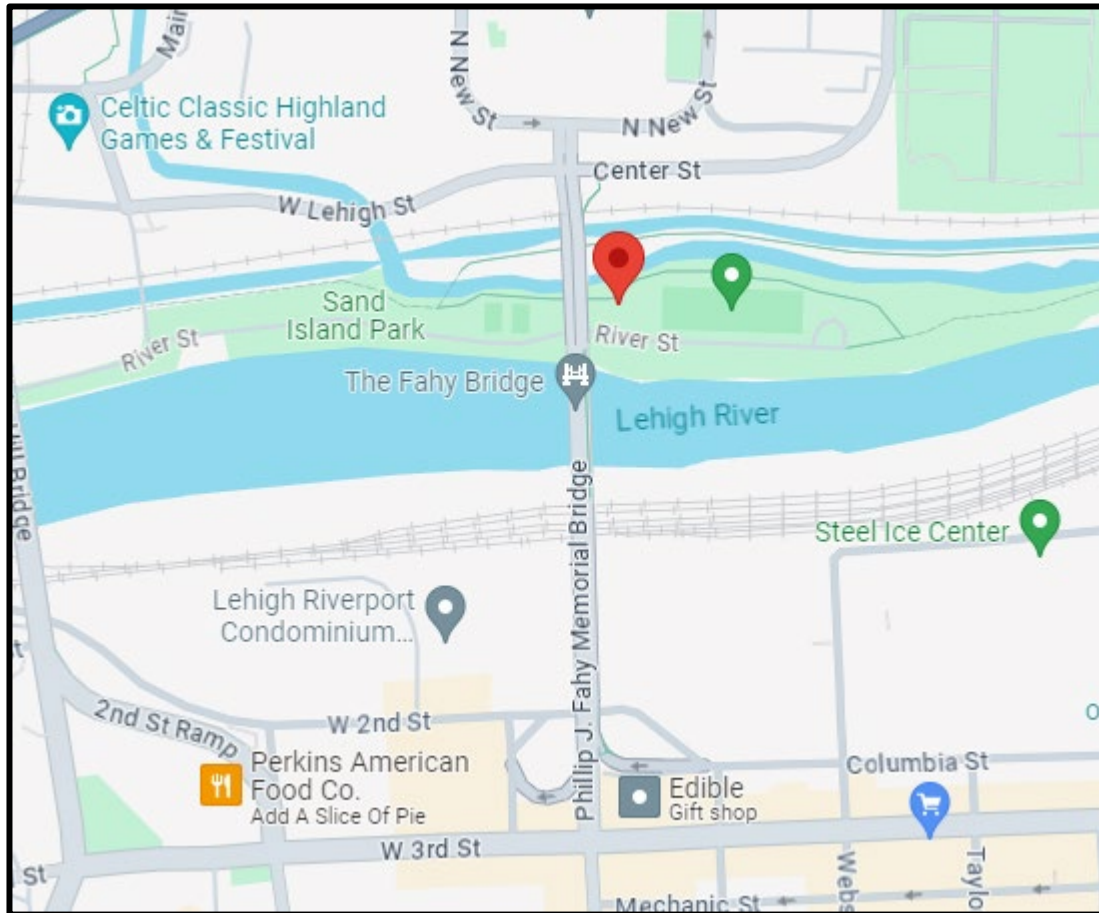 Main
N New St
N New St
Celtic Classic Highland
Games & Festival
Center St
W Lehigh St
Sand
Island Park
River St
River St
The Fahy Bridge
Lehigh River
Bridge
Phillip J. Fahy Memorial Bridge
Steel Ice Center
Lehigh Riverport
Condominium...
2nd St Ramp
W 2nd St
Perkins American
Food Co.
Add A Slice Of Pie
Edible
Gift shop
Columbia St
W 3rd St
St
Webs
Taylo
Mechanic St